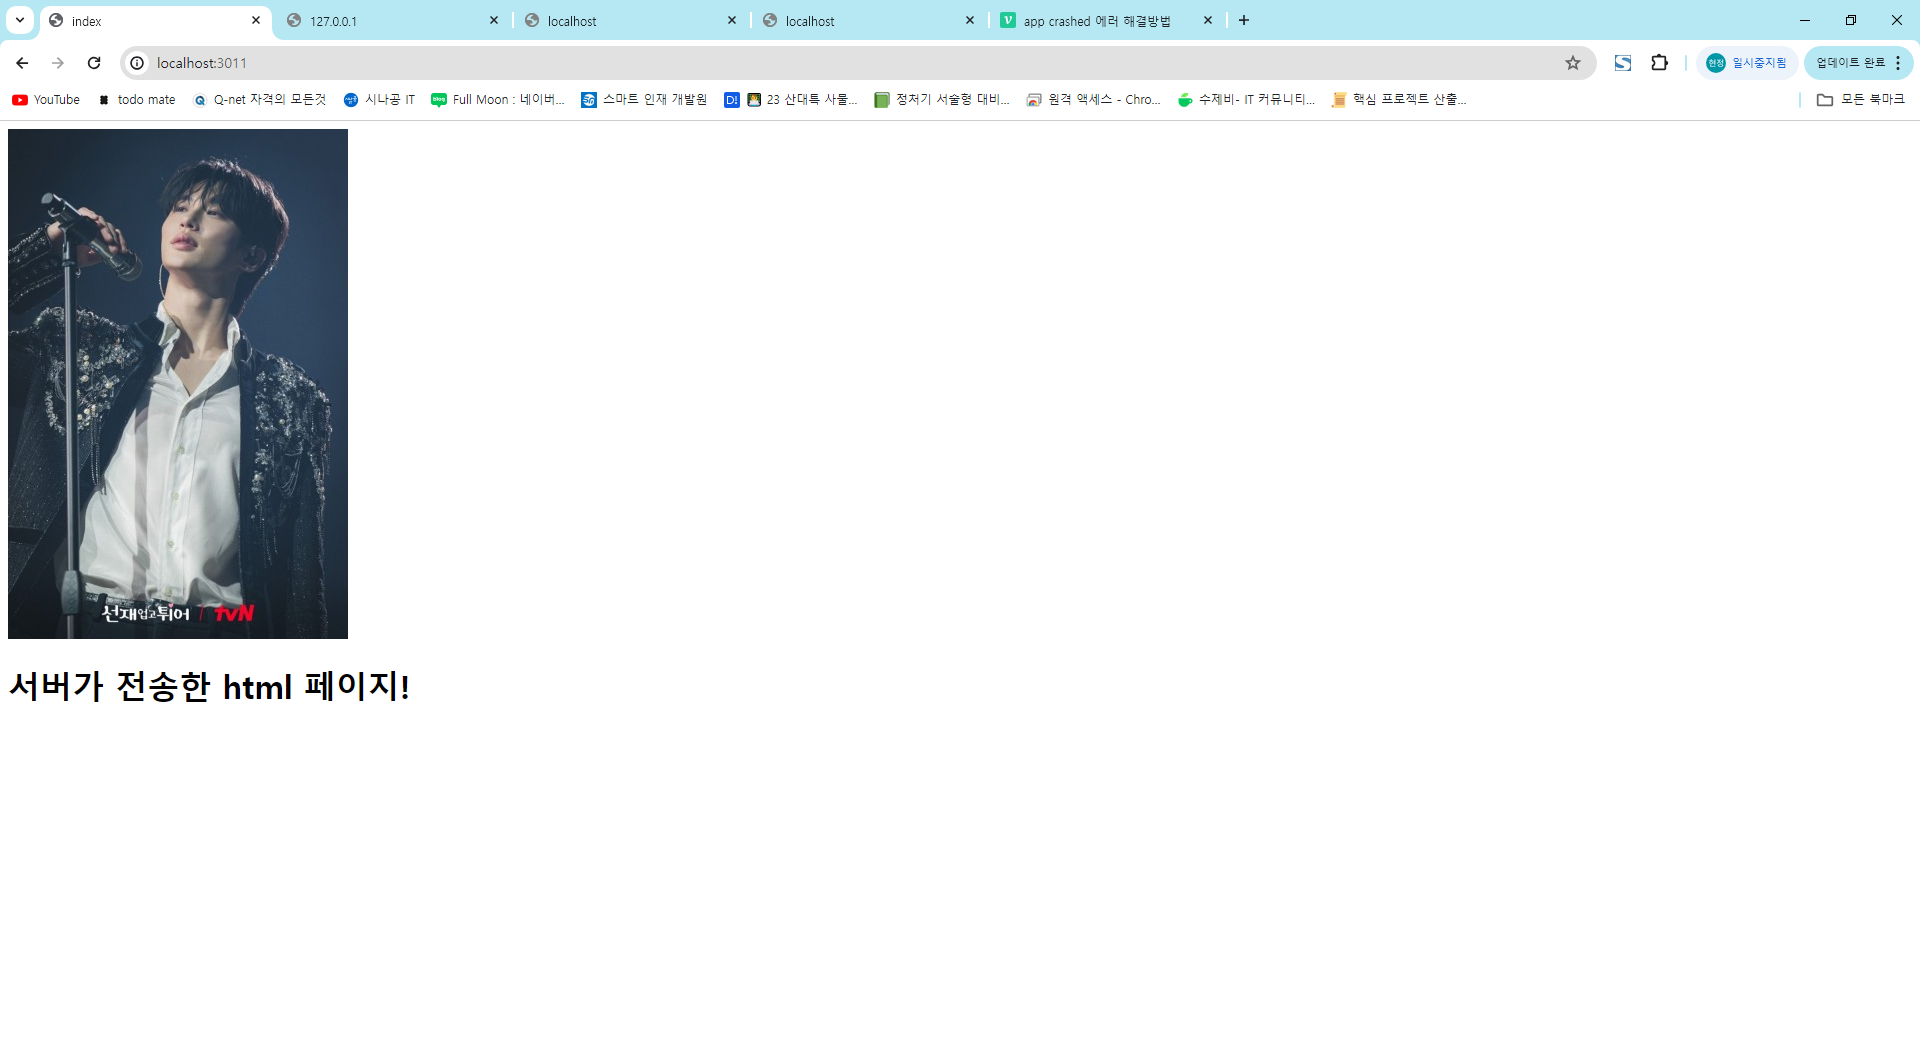 index
127.0.0.1
localhost
localhost
app crashed 에러 해결방법
localhost:3011
현정 일시중지됨
업데이트 완료
YouTube
todo mate
Q-net 자격의 모든것
시나공 IT
Full Moon : 네이버...
스마트 인재 개발원
23 산대특 사물...
정처기 서술형 대비...
원격 액세스 - Chro...
수제비- IT 커뮤니티...
핵심 프로젝트 산출...
모든 북마크
선재업고튀어 | tvN
서버가 전송한 html 페이지!